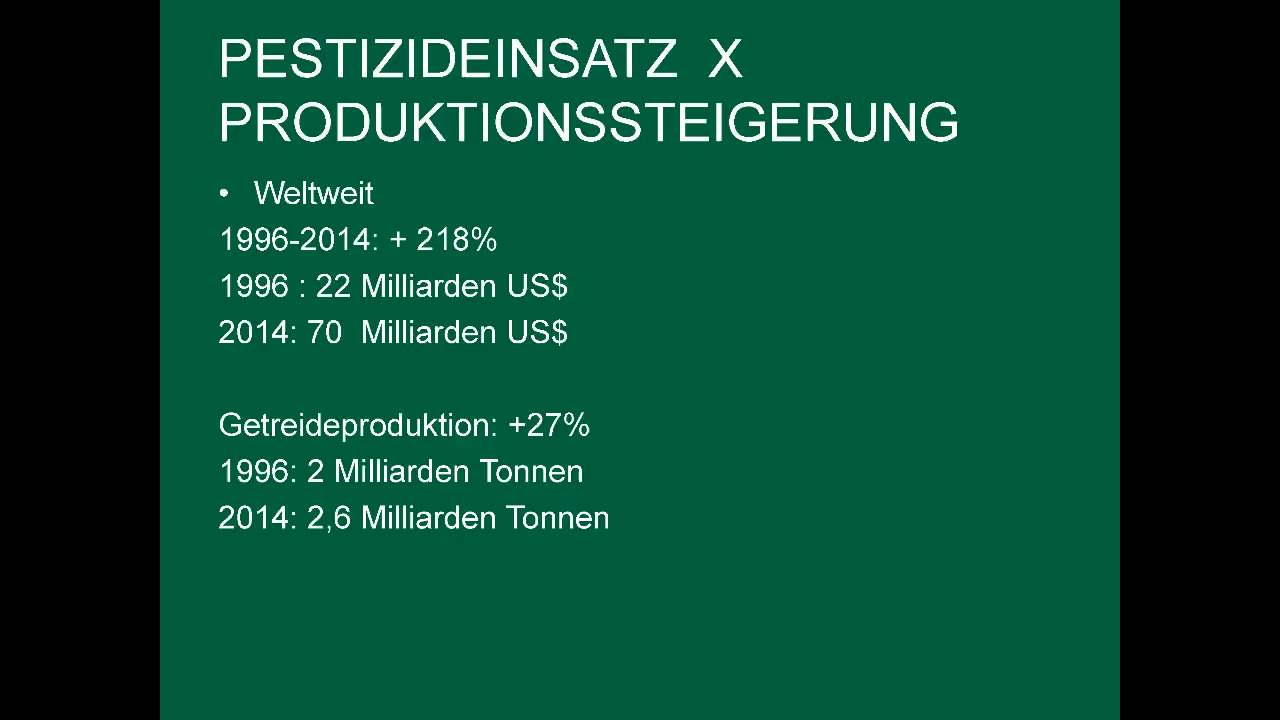 PESTIZIDEINSATZ X
PRODUKTIONSSTEIGERUNG
• Weltweit
1996-2014: + 218%
1996 : 22 Milliarden US$
2014: 70 Milliarden US$
Getreideproduktion: +27%
1996: 2 Milliarden Tonnen
2014: 2,6 Milliarden Tonnen